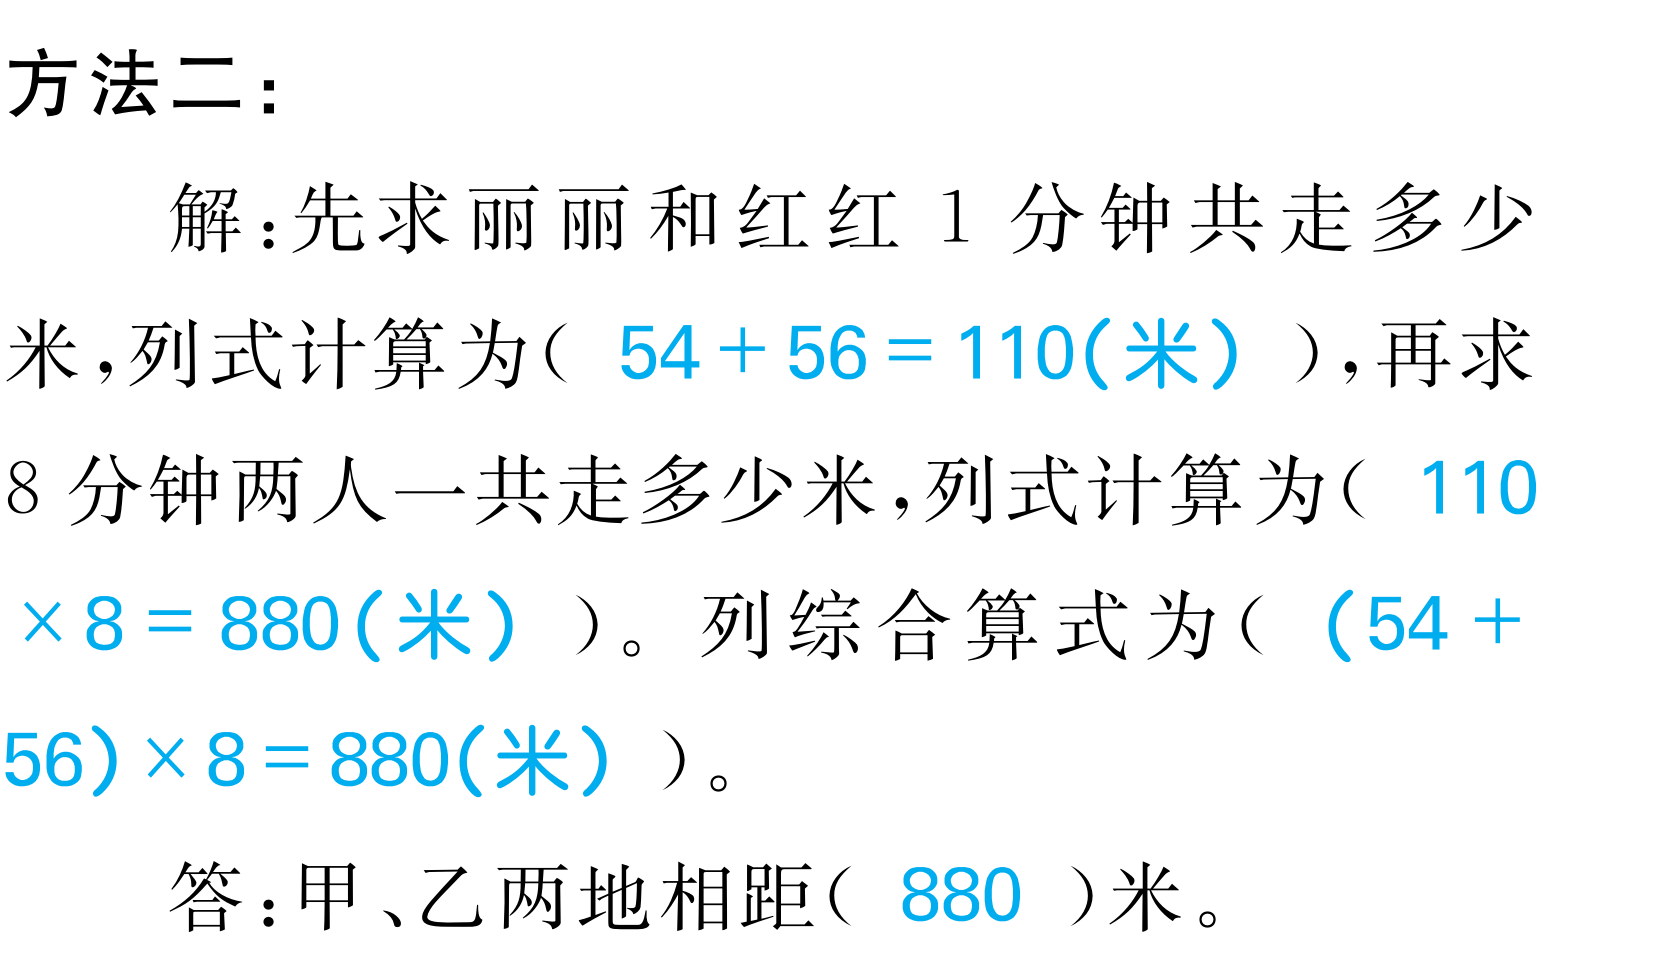 方法二:
解:先求丽丽和红红 1 分钟共走多少
米,列式计算为( 54+56=110(米) ),再求
8 分钟两人一共走多少米,列式计算为( 110
×8=880(米) )。列综合算式为( (54+
56)×8=880(米) )。
答:甲、乙两地相距( 880 )米。